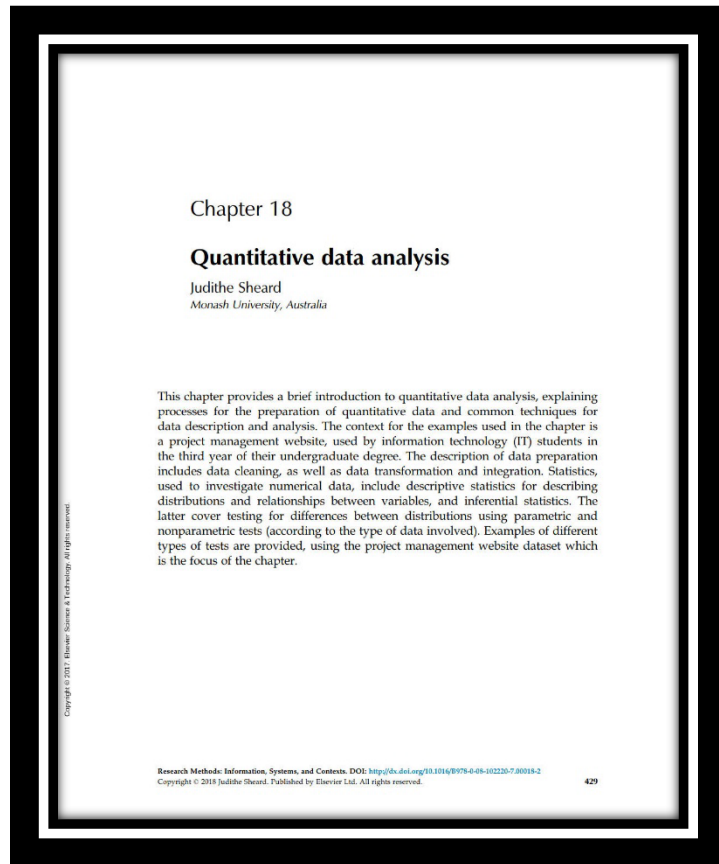 Chapter 18
Quantitative data analysis
Judithe Sheard
Monash University, Australia
This chapter provides a brief introduction to quantitative data analysis, explaining
processes for the preparation of quantitative data and common techniques for
data description and analysis. The context for the examples used in the chapter is
a project management website, used by information technology (IT) students in
the third year of their undergraduate degree. The description of data preparation
includes data cleaning, as well as data transformation and integration. Statistics,
used to investigate numerical data, include descriptive statistics for describing
distributions and relationships between variables, and inferential statistics. The
latter cover testing for differences between distributions using parametric and
nonparametric tests (according to the type of data involved). Examples of different
types of tests are provided, using the project management website dataset which
is the focus of the chapter.
Copyright © 2017. Elsevier Science & Technology. All rights reserved.
Research Methods: Information, Systems, and Contexts. DOI: http://dx.doi.org/10.1016/B978-0-08-102220-7.00018-2
Copyright © 2018 Judithe Sheard. Published by Elsevier Ltd. All rights reserved. 429